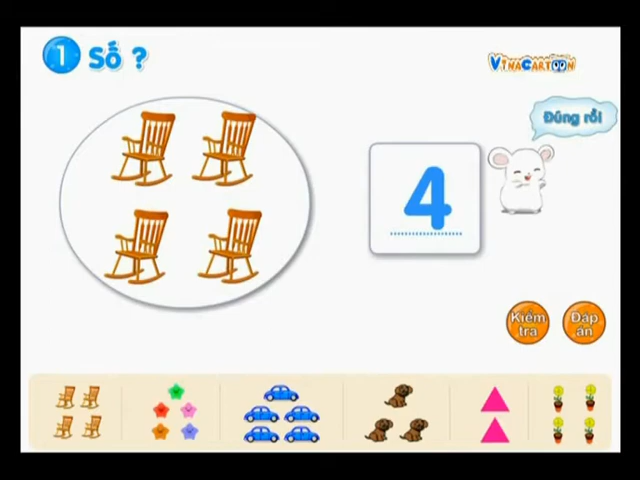 1 Số ?
VINACARTOON
Đúng rồi
4
Kiểm
tra
Đáp
án